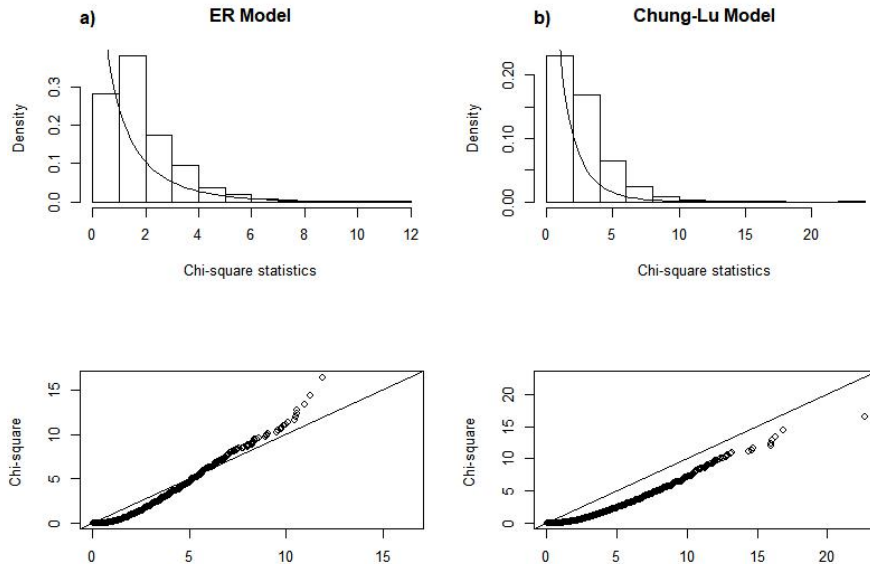 a) ER Model
b) Chung-Lu Model
Density
0.0 0.1 0.2 0.3
0 2 4 6 8 10 12
Chi-square statistics
Density
0.00 0.10 0.20
0 5 10 15 20
Chi-square statistics
Chi-square
0 5 10 15
0 5 10 15
Chi-square
0 5 10 15 20
0 5 10 15 20